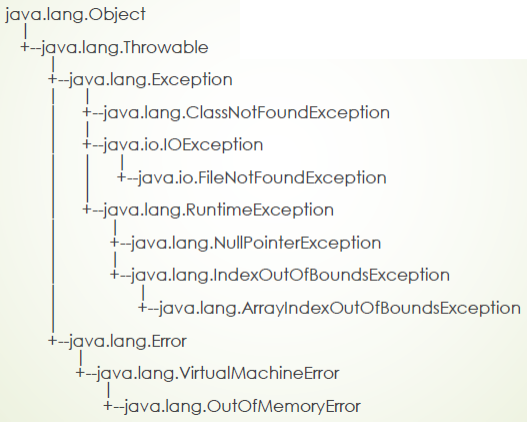 java.lang.Object
+--java.lang.Throwable
+--java.lang.Exception
+--java.lang.ClassNotFoundException
+--java.io.IOException
+--java.io.FileNotFoundException
+--java.lang.RuntimeException
+--java.lang.NullPointerException
+--java.lang.IndexOutOfBoundsException
+--java.lang.ArrayIndexOutOfBoundsException
+--java.lang.Error
+--java.lang.VirtualMachineError
+--java.lang.OutOfMemoryError